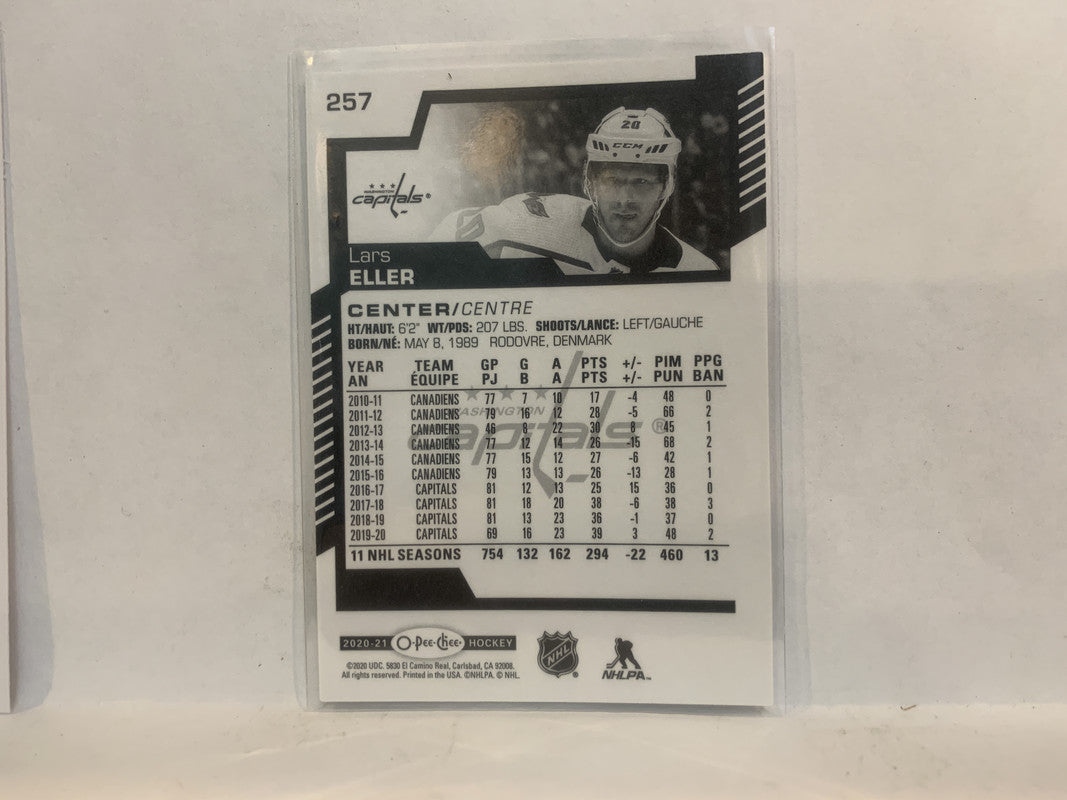 257
20
CCM
WASHINGTON
capitals®
Lars
ELLER
CENTER/CENTRE
HT/HAUT: 6'2" WT/PDS: 207 LBS. SHOOTS/LANCE: LEFT/GAUCHE
BORN/NÉ: MAY 8, 1989 RODOVRE, DENMARK
YEAR TEAM GP G A PTS +/- PIM PPG
AN ÉQUIPE PJ B A PTS +/- PUN BAN
2010-11 CANADIENS 77 7 10 17 -4 48 0
2011-12 CANADIENS 79 16 12 28 -5 66 2
2012-13 CANADIENS 46 8 22 30 8 45 1
2013-14 CANADIENS 77 12 14 26 -15 68 2
2014-15 CANADIENS 77 15 12 27 -6 42 1
2015-16 CANADIENS 79 13 13 26 -13 28 1
2016-17 CAPITALS 81 12 13 25 15 36 0
2017-18 CAPITALS 81 18 20 38 -6 38 3
2018-19 CAPITALS 81 13 23 36 -1 37 0
2019-20 CAPITALS 69 16 23 39 3 48 2
11 NHL SEASONS 754 132 162 294 -22 460 13
WASHINGTON
capitals®
2020-21 O-Pee-Chee® HOCKEY
©2020 UDC. 5830 El Camino Real, Carlsbad, CA 92008.
All rights reserved. Printed in the USA. ©NHLPA. © NHL.
NHL®
NHLPA™